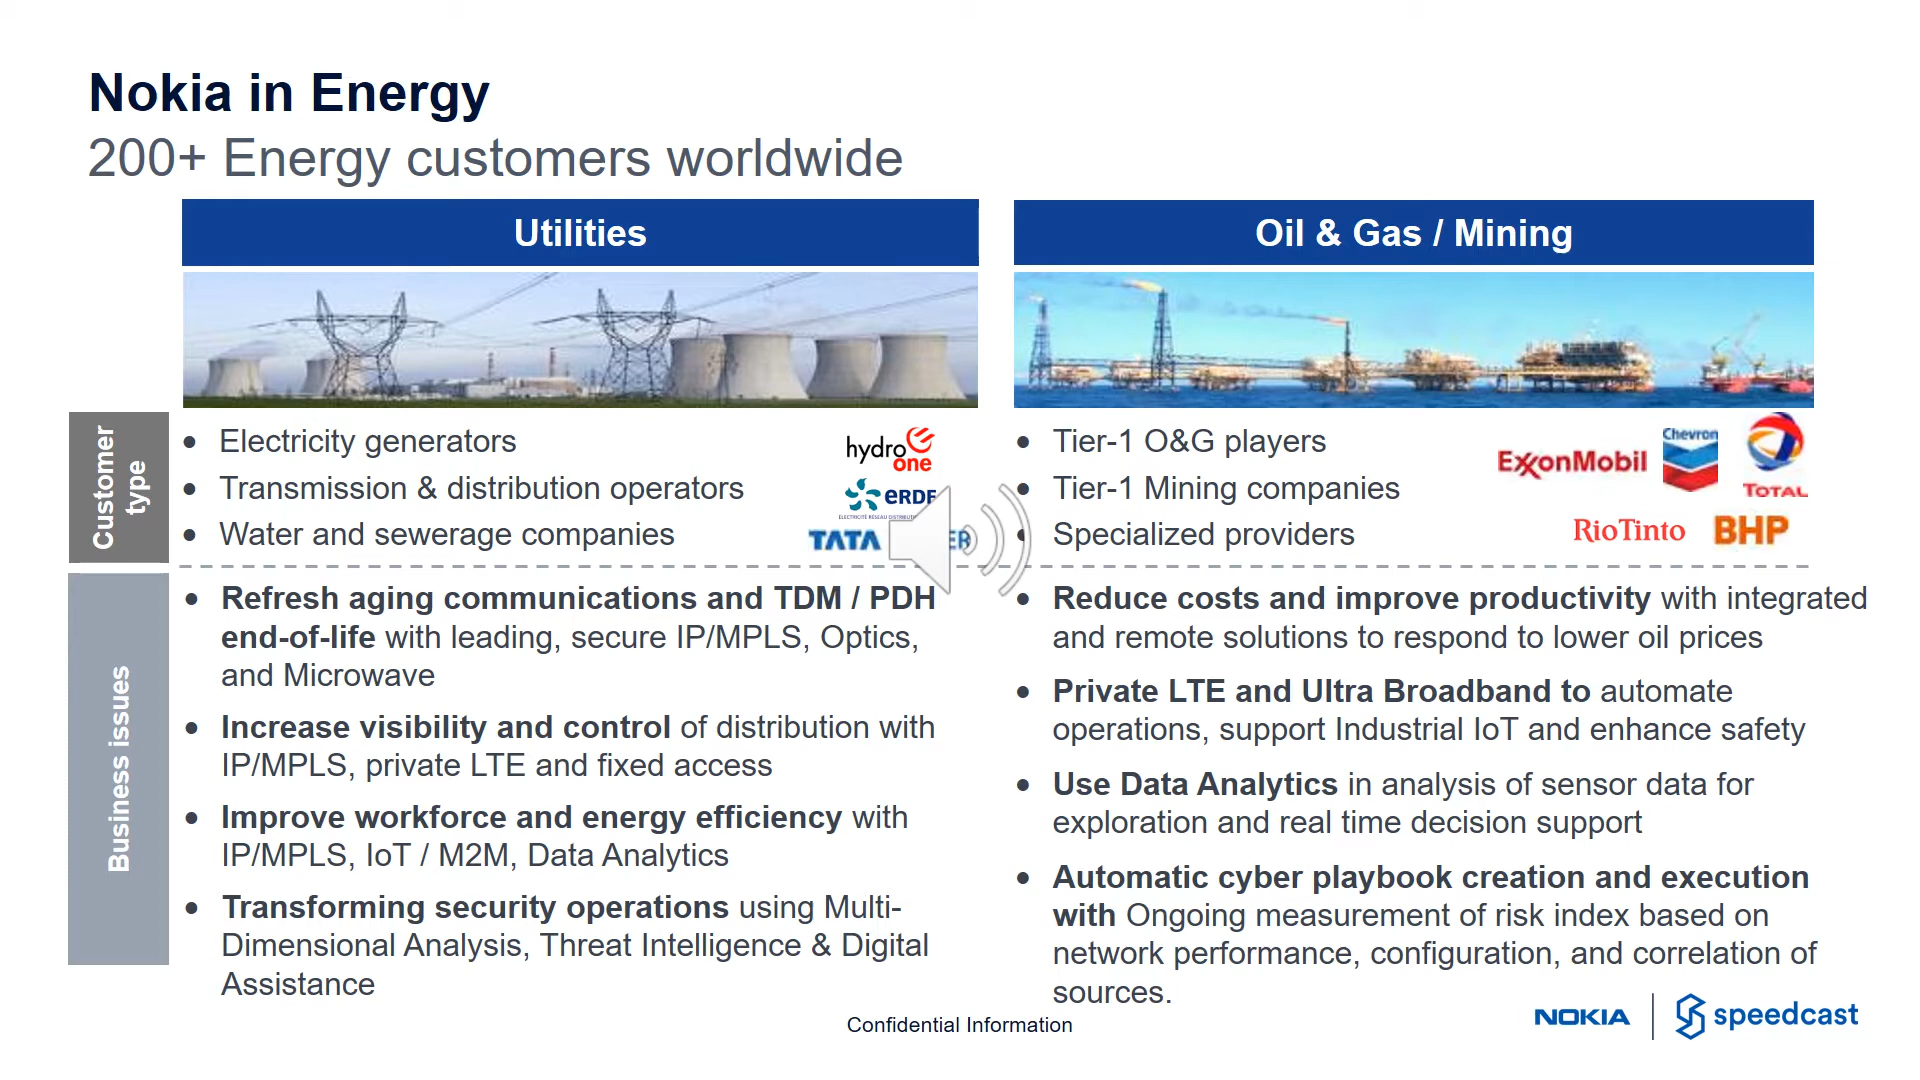 Nokia in Energy
200+ Energy customers worldwide
Utilities
Customer type
• Electricity generators
• Transmission & distribution operators
• Water and sewerage companies
hydro
one
ERDF
TATA
Business issues
• Refresh aging communications and TDM / PDH
end-of-life with leading, secure IP/MPLS, Optics,
and Microwave
• Increase visibility and control of distribution with
IP/MPLS, private LTE and fixed access
• Improve workforce and energy efficiency with
IP/MPLS, IoT / M2M, Data Analytics
• Transforming security operations using Multi-
Dimensional Analysis, Threat Intelligence & Digital
Assistance
Oil & Gas / Mining
• Tier-1 O&G players
• Tier-1 Mining companies
• Specialized providers
ExxonMobil
Chevron
TOTAL
RioTinto
BHP
• Reduce costs and improve productivity with integrated
and remote solutions to respond to lower oil prices
• Private LTE and Ultra Broadband to automate
operations, support Industrial IoT and enhance safety
• Use Data Analytics in analysis of sensor data for
exploration and real time decision support
• Automatic cyber playbook creation and execution
with Ongoing measurement of risk index based on
network performance, configuration, and correlation of
sources.
Confidential Information
NOKIA
speedcast